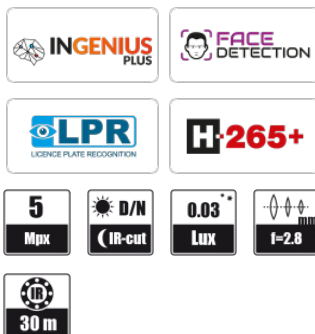 INGENIUS
PLUS
FACE
DETECTION
LPR
LICENCE PLATE RECOGNITION
H.265+
5
Mpx
D/N
IR-cut
0.03
Lux
mm
f=2.8
IR
30 m